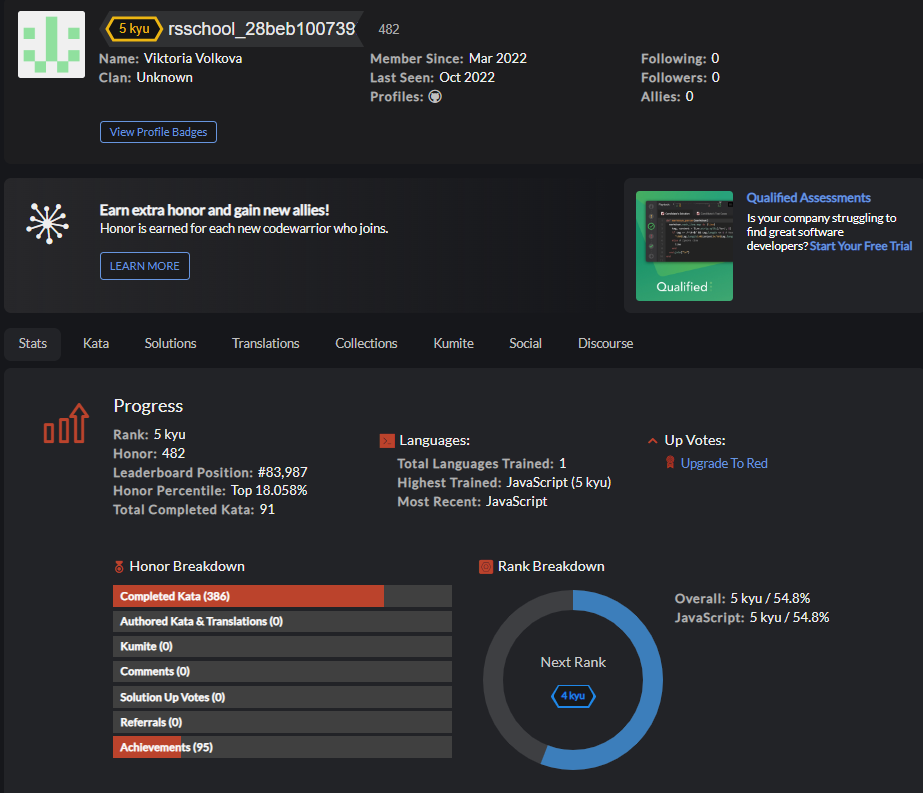 5 kyu rsschool_28beb100739 482
Name: Viktoria Volkova
Clan: Unknown
Member Since: Mar 2022
Last Seen: Oct 2022
Profiles:
Following: 0
Followers: 0
Allies: 0
View Profile Badges
Earn extra honor and gain new allies!
Honor is earned for each new codewarrior who joins.
LEARN MORE
Qualified
Qualified Assessments
Is your company struggling to
find great software
developers? Start Your Free Trial
Stats Kata Solutions Translations Collections Kumite Social Discourse
Progress
Rank: 5 kyu
Honor: 482
Leaderboard Position: #83,987
Honor Percentile: Top 18.058%
Total Completed Kata: 91
Languages:
Total Languages Trained: 1
Highest Trained: JavaScript (5 kyu)
Most Recent: JavaScript
Up Votes:
Upgrade To Red
Honor Breakdown
Completed Kata (386)
Authored Kata & Translations (0)
Kumite (0)
Comments (0)
Solution Up Votes (0)
Referrals (0)
Achievements (95)
Rank Breakdown
Next Rank
4 kyu
Overall: 5 kyu / 54.8%
JavaScript: 5 kyu / 54.8%